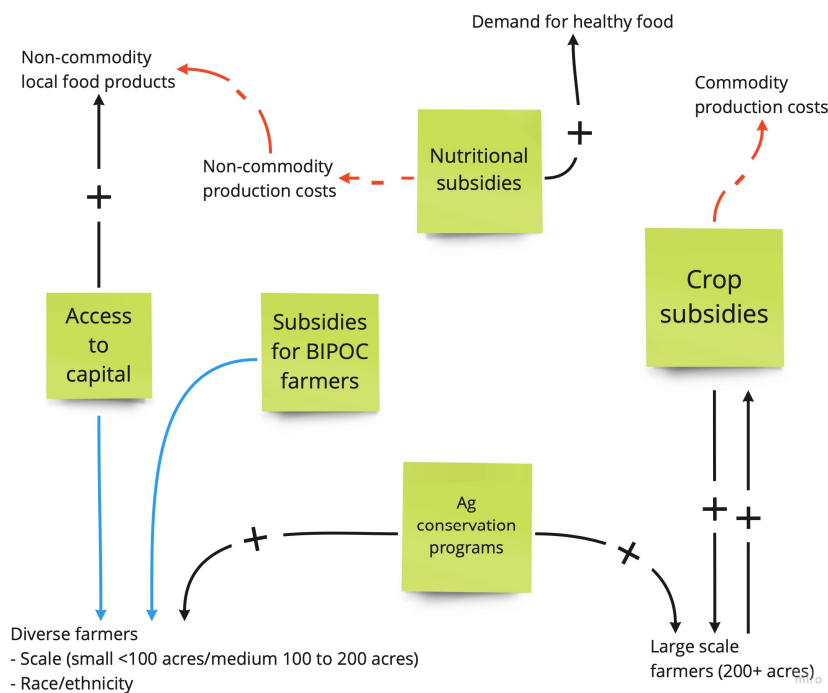 Demand for healthy food
Non-commodity
local food products
Commodity
production costs
Nutritional
subsidies
Non-commodity
production costs
+
+
-
-
-
Crop
subsidies
Access
to
capital
Subsidies
for BIPOC
farmers
Ag
conservation
programs
+
+
+
+
Diverse farmers
- Scale (small <100 acres/medium 100 to 200 acres)
- Race/ethnicity
Large scale
farmers (200+ acres)
miro